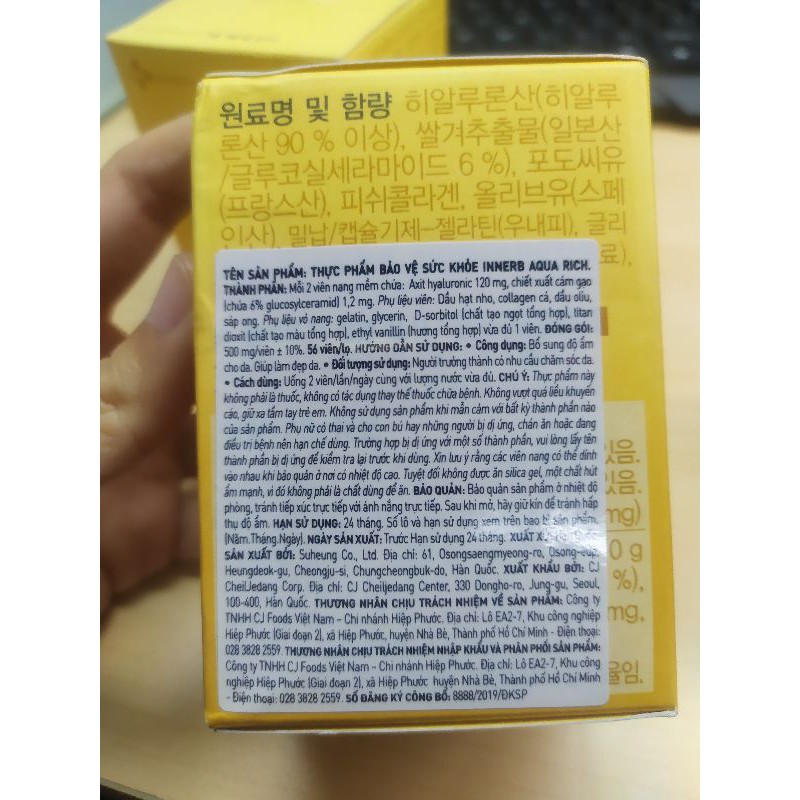 원료명 및 함량 히알루론산(히알루
론산 90 % 이상), 쌀겨추출물(일본산
/글루코실세라마이드 6 %), 포도씨유
(프랑스산), 피쉬콜라겐, 올리브유(스페
인산), 밀납/캡슐기제-젤라틴(우내피), 글리
료),
TÊN SẢN PHẨM: THỰC PHẨM BẢO VỆ SỨC KHỎE INNERB AQUA RICH.
THÀNH PHẦN: Mỗi 2 viên nang mềm chứa: Axit hyaluronic 120 mg, chiết xuất cám gạo
(chứa 6% glucosylceramid) 1,2 mg. Phụ liệu viên: Dầu hạt nho, collagen cá, dầu oliu,
sáp ong. Phụ liệu vỏ nang: gelatin, glycerin, D-sorbitol (chất tạo ngọt tổng hợp), titan
dioxit (chất tạo màu tổng hợp), ethyl vanillin (hương tổng hợp) vừa đủ 1 viên. ĐÓNG GÓI:
500 mg/viên ± 10%. 56 viên/lọ. HƯỚNG DẪN SỬ DỤNG: • Công dụng: Bổ sung độ ẩm
cho da. Giúp làm đẹp da. • Đối tượng sử dụng: Người trưởng thành có nhu cầu chăm sóc da.
• Cách dùng: Uống 2 viên/lần/ngày cùng với lượng nước vừa đủ. CHÚ Ý: Thực phẩm này
không phải là thuốc, không có tác dụng thay thế thuốc chữa bệnh. Không vượt quá liều khuyến
cáo, giữ xa tầm tay trẻ em. Không sử dụng sản phẩm khi mẫn cảm với bất kỳ thành phần nào
của sản phẩm. Phụ nữ có thai và cho con bú hay những người bị dị ứng, chán ăn hoặc đang
điều trị bệnh nên hạn chế dùng. Trường hợp bị dị ứng với một số thành phần, vui lòng lấy tên
thành phần bị dị ứng để kiểm tra lại trước khi dùng. Xin lưu ý rằng các viên nang có thể dính
vào nhau khi bảo quản ở nơi có nhiệt độ cao. Tuyệt đối không được ăn silica gel, một chất hút
ẩm mạnh, vì đó không phải là chất dùng để ăn. BẢO QUẢN: Bảo quản sản phẩm ở nhiệt độ
phòng, tránh tiếp xúc trực tiếp với ánh nắng trực tiếp. Sau khi mở, hãy giữ kín để tránh hấp
thụ độ ẩm. HẠN SỬ DỤNG: 24 tháng. Số lô và hạn sử dụng xem trên bao bì sản phẩm.
(Năm.Tháng.Ngày). NGÀY SẢN XUẤT: Trước Hạn sử dụng 24 tháng. XUẤT
SẢN XUẤT BỞI: Suheung Co., Ltd. Địa chỉ: 61, Osongsaengmyeong-ro, Osong-eup,
Heungdeok-gu, Cheongju-si, Chungcheongbuk-do, Hàn Quốc. XUẤT KHẨU BỞI: CJ
CheilJedang Corp. Địa chỉ: CJ Cheiljedang Center, 330 Dongho-ro, Jung-gu, Seoul,
100-400, Hàn Quốc. THƯƠNG NHÂN CHỊU TRÁCH NHIỆM VỀ SẢN PHẨM: Công ty
TNHH CJ Foods Việt Nam – Chi nhánh Hiệp Phước. Địa chỉ: Lô EA2-7, Khu công nghiệp
Hiệp Phước (Giai đoạn 2), xã Hiệp Phước, huyện Nhà Bè, Thành phố Hồ Chí Minh - Điện thoại:
028 3828 2559. THƯƠNG NHÂN CHỊU TRÁCH NHIỆM NHẬP KHẨU VÀ PHÂN PHỐI SẢN PHẨM:
Công ty TNHH CJ Foods Việt Nam – Chi nhánh Hiệp Phước. Địa chỉ: Lô EA2-7, Khu công
nghiệp Hiệp Phước (Giai đoạn 2), xã Hiệp Phước huyện Nhà Bè, Thành phố Hồ Chí Minh
- Điện thoại: 028 3828 2559. SỐ ĐĂNG KÝ CÔNG BỐ: 8888/2019/ĐKSP
있음.
있음.
mg)
0 g
%),
mg,
율임.